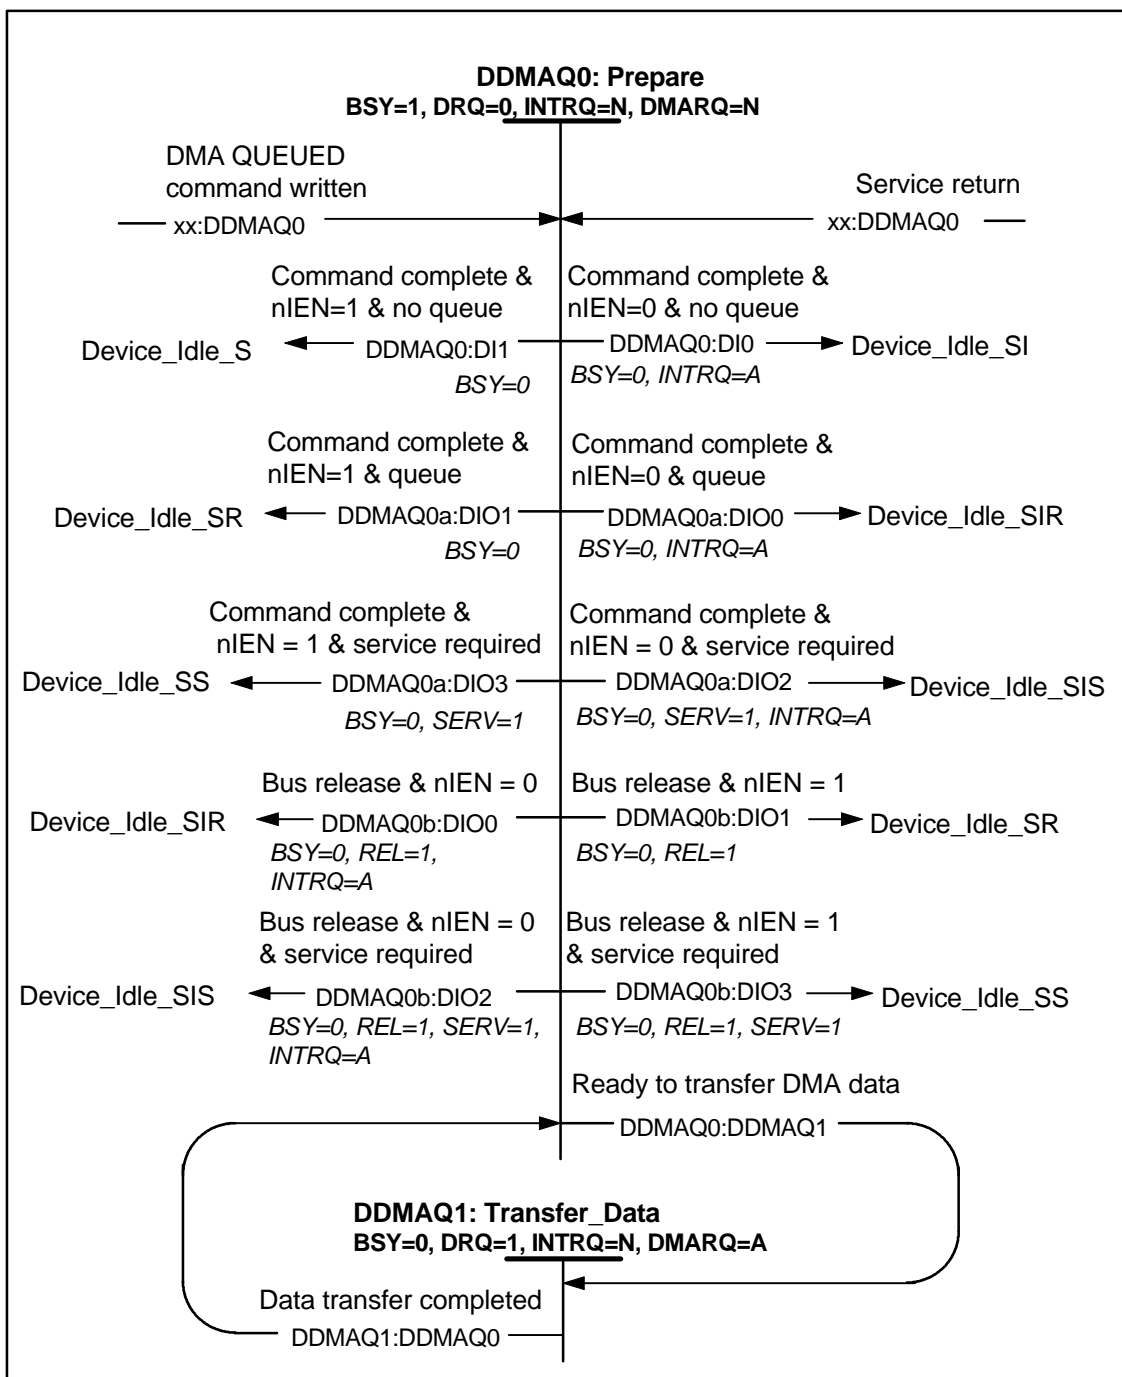 DDMAQ0: Prepare
BSY=1, DRQ=0, INTRQ=N, DMARQ=N
DMA QUEUED
command written
xx:DDMAQ0
Service return
xx:DDMAQ0
Command complete &
nIEN=1 & no queue
Device_Idle_S
DDMAQ0:DI1
BSY=0
Command complete &
nIEN=0 & no queue
DDMAQ0:DI0
Device_Idle_SI
BSY=0, INTRQ=A
Command complete &
nIEN=1 & queue
Device_Idle_SR
DDMAQ0a:DIO1
BSY=0
Command complete &
nIEN=0 & queue
DDMAQ0a:DIO0
Device_Idle_SIR
BSY=0, INTRQ=A
Command complete &
nIEN = 1 & service required
Device_Idle_SS
DDMAQ0a:DIO3
BSY=0, SERV=1
Command complete &
nIEN = 0 & service required
DDMAQ0a:DIO2
Device_Idle_SIS
BSY=0, SERV=1, INTRQ=A
Bus release & nIEN = 0
Device_Idle_SIR
DDMAQ0b:DIO0
BSY=0, REL=1,
INTRQ=A
Bus release & nIEN = 1
DDMAQ0b:DIO1
Device_Idle_SR
BSY=0, REL=1
Bus release & nIEN = 0
& service required
Device_Idle_SIS
DDMAQ0b:DIO2
BSY=0, REL=1, SERV=1,
INTRQ=A
Bus release & nIEN = 1
& service required
DDMAQ0b:DIO3
Device_Idle_SS
BSY=0, REL=1, SERV=1
Ready to transfer DMA data
DDMAQ0:DDMAQ1
DDMAQ1: Transfer_Data
BSY=0, DRQ=1, INTRQ=N, DMARQ=A
Data transfer completed
DDMAQ1:DDMAQ0